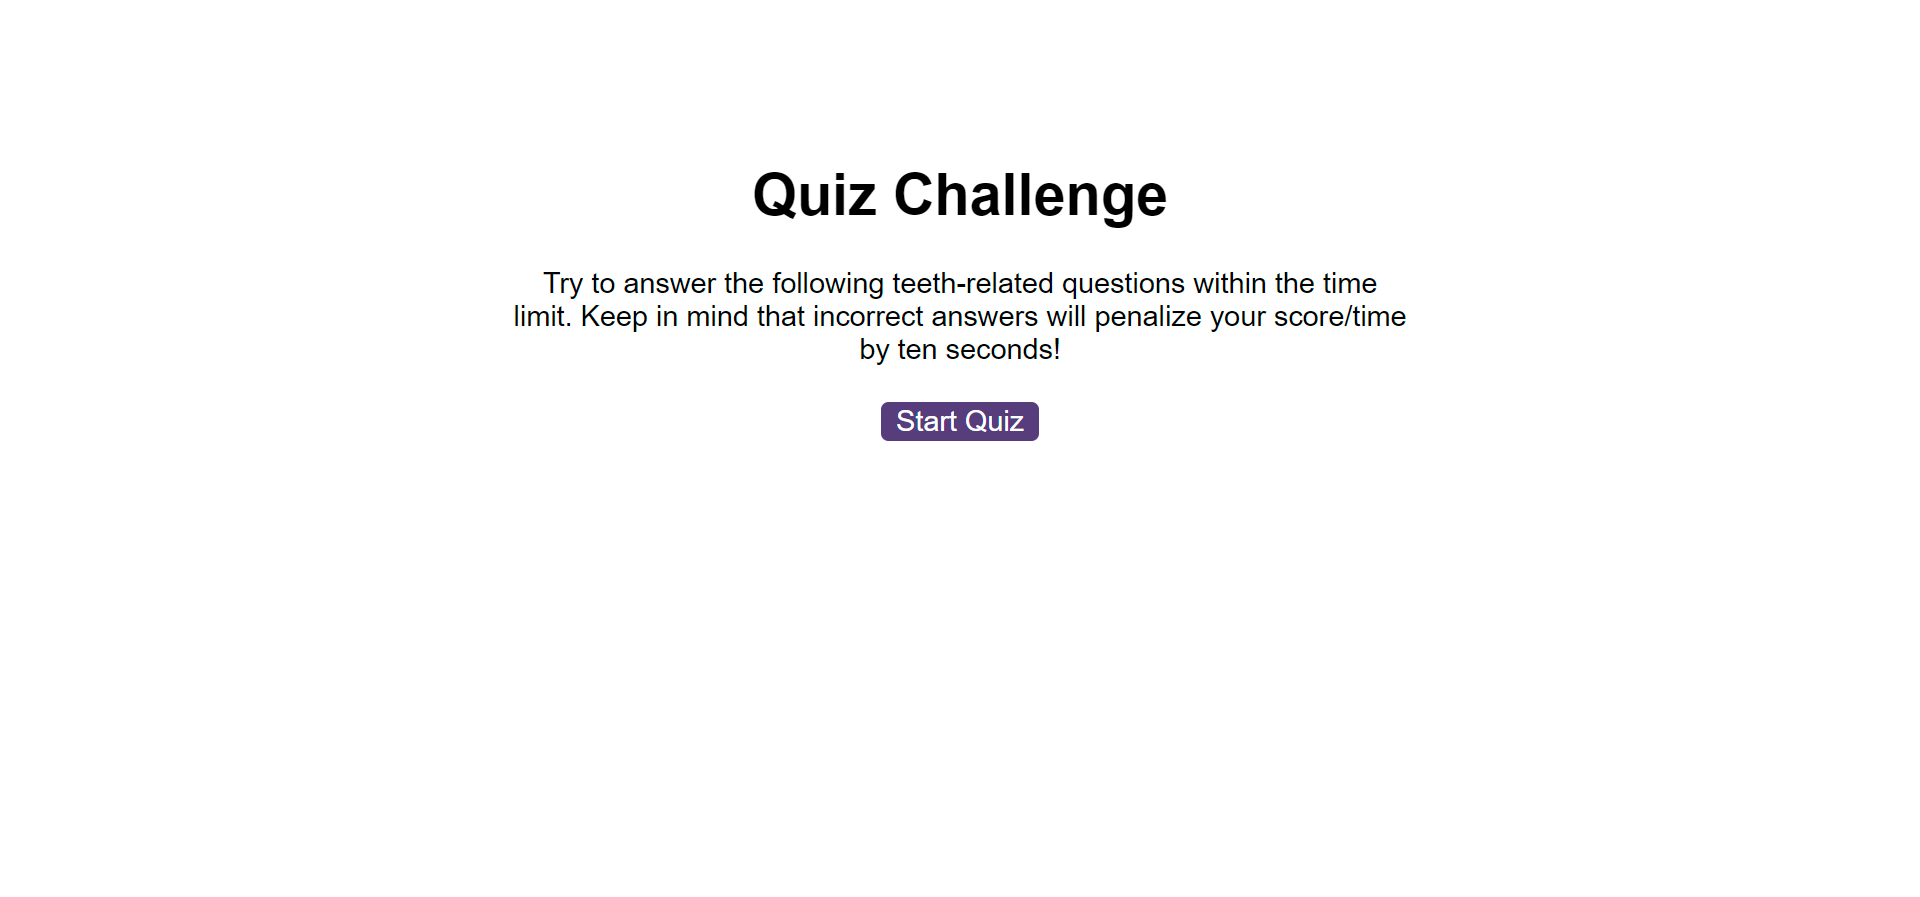 Quiz Challenge
Try to answer the following teeth-related questions within the time
limit. Keep in mind that incorrect answers will penalize your score/time
by ten seconds!
Start Quiz